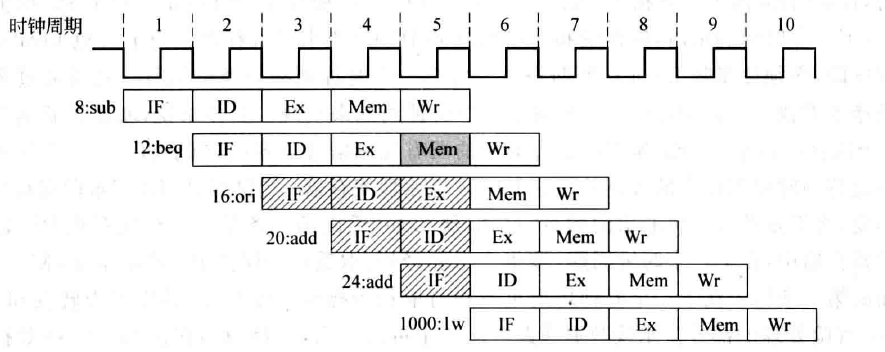 时钟周期 1 2 3 4 5 6 7 8 9 10
8:sub IF ID Ex Mem Wr
12:beq IF ID Ex Mem Wr
16:ori IF ID Ex Mem Wr
20:add IF ID Ex Mem Wr
24:add IF ID Ex Mem Wr
1000:1w IF ID Ex Mem Wr